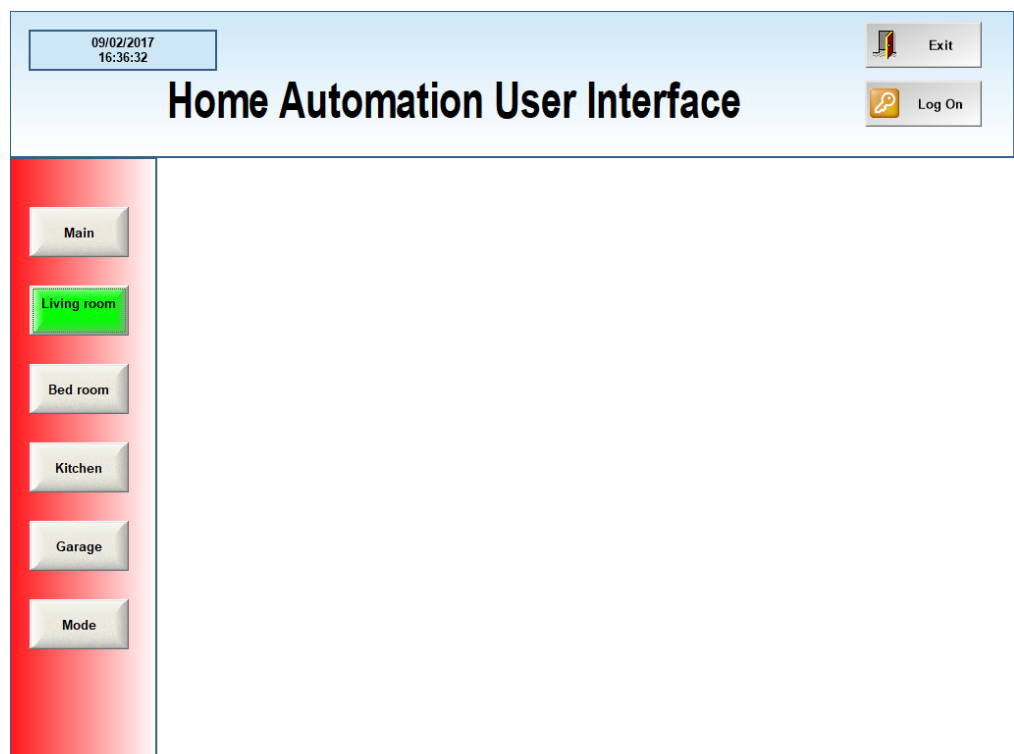 09/02/2017
16:36:32
Exit
Home Automation User Interface
Log On
Main
Living room
Bed room
Kitchen
Garage
Mode